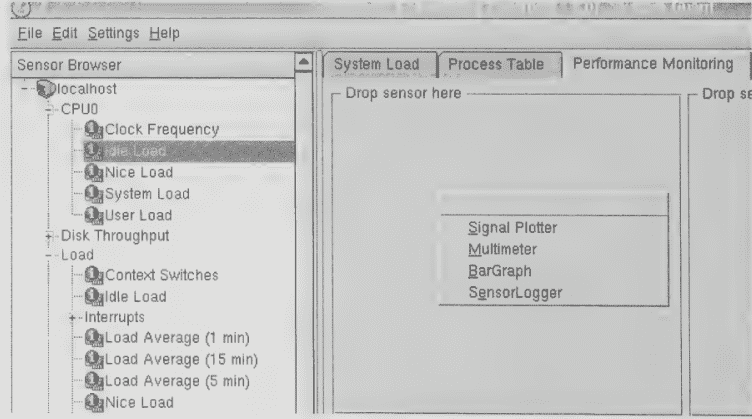 File Edit Settings Help
Sensor Browser
localhost
CPU0
Clock Frequency
Idle Load
Nice Load
System Load
User Load
Disk Throughput
Load
Context Switches
Idle Load
Interrupts
Load Average (1 min)
Load Average (15 min)
Load Average (5 min)
Nice Load
System Load Process Table Performance Monitoring
Drop sensor here Drop se
Signal Plotter
Multimeter
BarGraph
SensorLogger